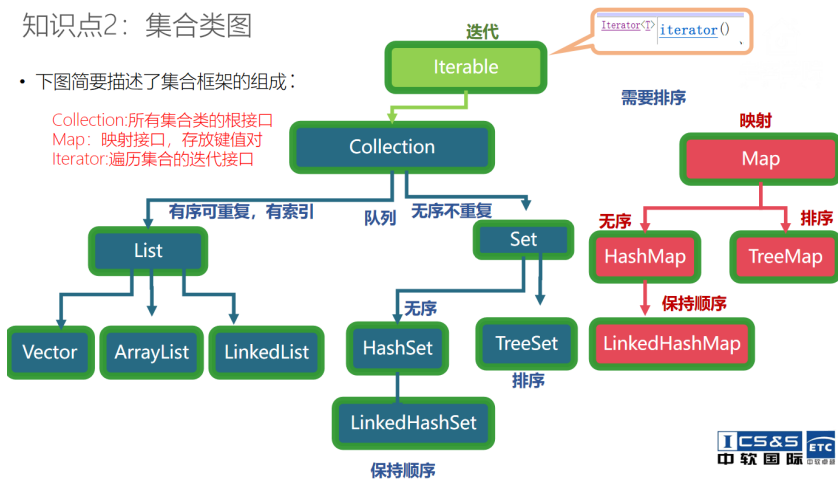 知识点2：集合类图
迭代
Iterator<T> iterator()
Iterable
• 下图简要描述了集合框架的组成：
需要排序
Collection:所有集合类的根接口
Map：映射接口，存放键值对
Iterator:遍历集合的迭代接口
映射
Collection
Map
有序可重复，有索引
队列
无序不重复
无序
排序
List
Set
HashMap
TreeMap
无序
保持顺序
Vector
ArrayList
LinkedList
HashSet
TreeSet
LinkedHashMap
排序
LinkedHashSet
保持顺序
ICS&S
中软国际
ETC
中软卓越